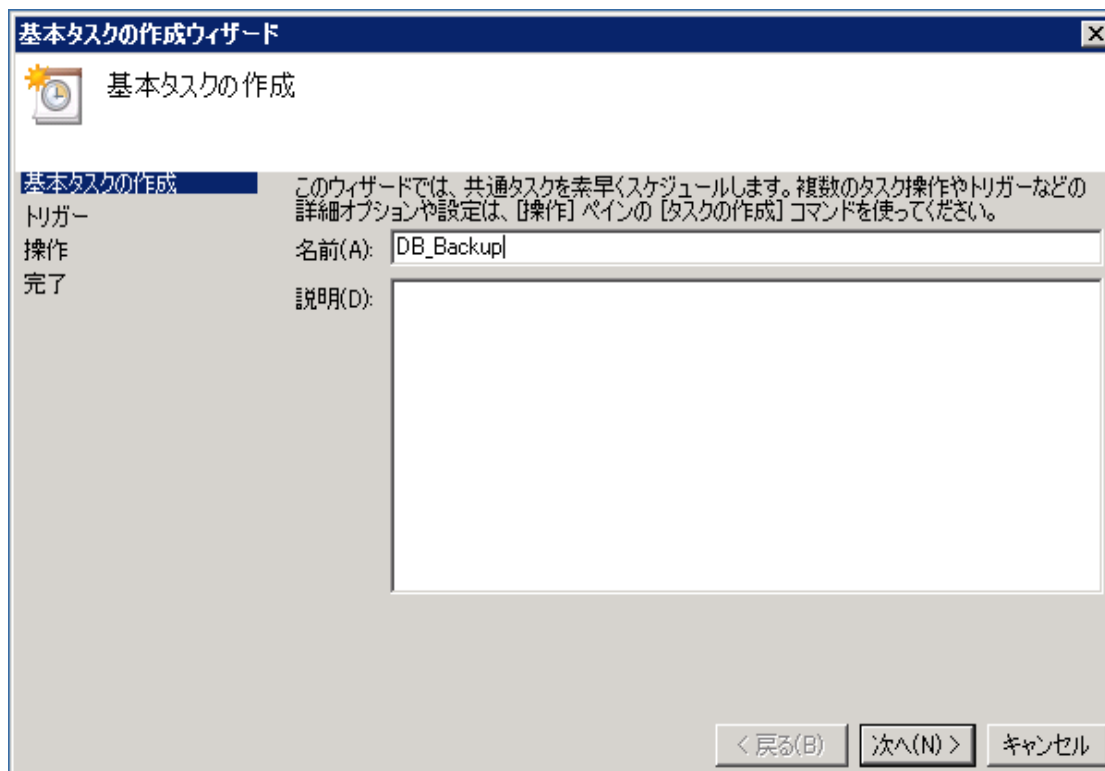 基本タスクの作成ウィザード
基本タスクの作成
基本タスクの作成
トリガー
操作
完了
このウィザードでは、共通タスクを素早くスケジュールします。複数のタスク操作やトリガーなどの
詳細オプションや設定は、[操作] ペインの [タスクの作成] コマンドを使ってください。
名前(A): DB_Backup
説明(D):
< 戻る(B) 次へ(N) > キャンセル